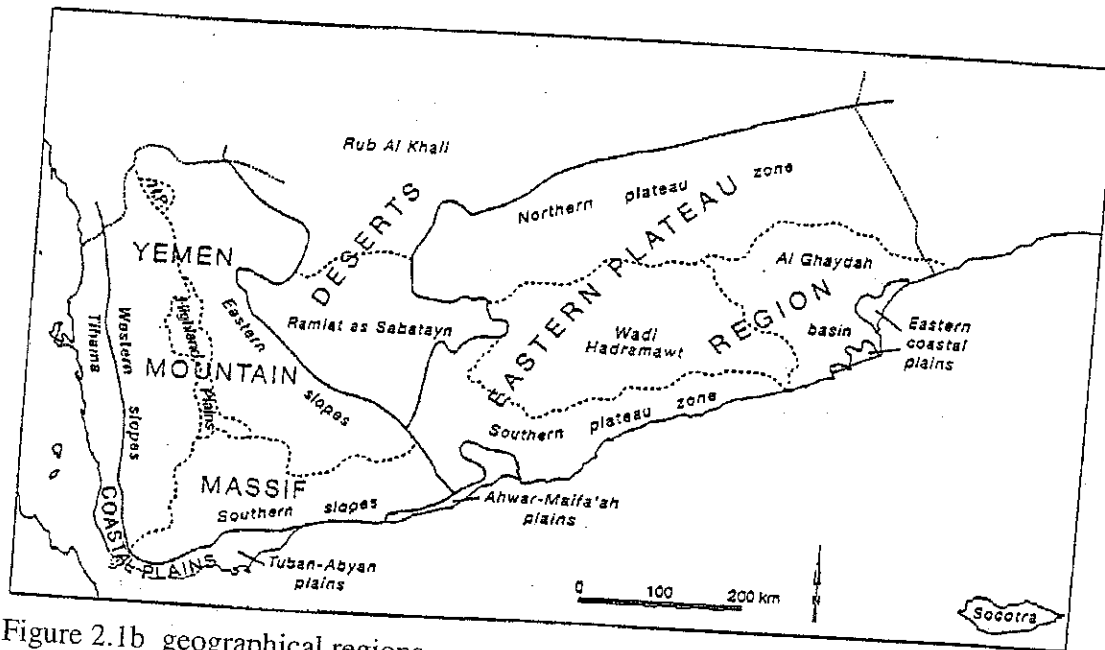 Rub Al Khali
DESERTS
Northern plateau zone
EASTERN PLATEAU REGION
YEMEN
MOUNTAIN
MASSIF
Al Ghaydah
basin
Highland
Plains
Eastern
slopes
Ramlat as Sabatayn
Wadi
Hadramawt
Eastern
coastal
plains
Tihama
Western
slopes
Southern plateau zone
Southern slopes
Ahwar-Maifa'ah
plains
COASTAL PLAINS
Tuban-Abyan
plains
0 100 200 km
N
Socotra
Figure 2.1b geographical regions